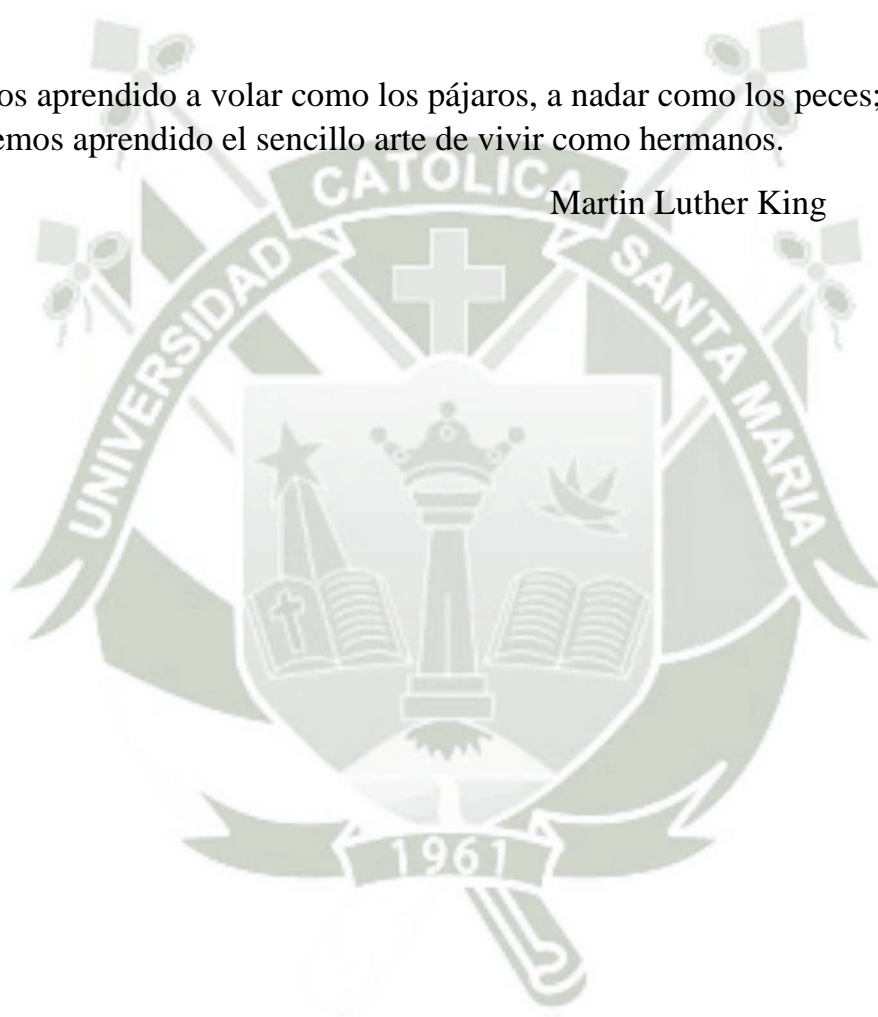 os aprendido a volar como los pájaros, a nadar como los peces;
emos aprendido el sencillo arte de vivir como hermanos.
Martin Luther King
UNIVERSIDAD CATOLICA SANTA MARIA
1961